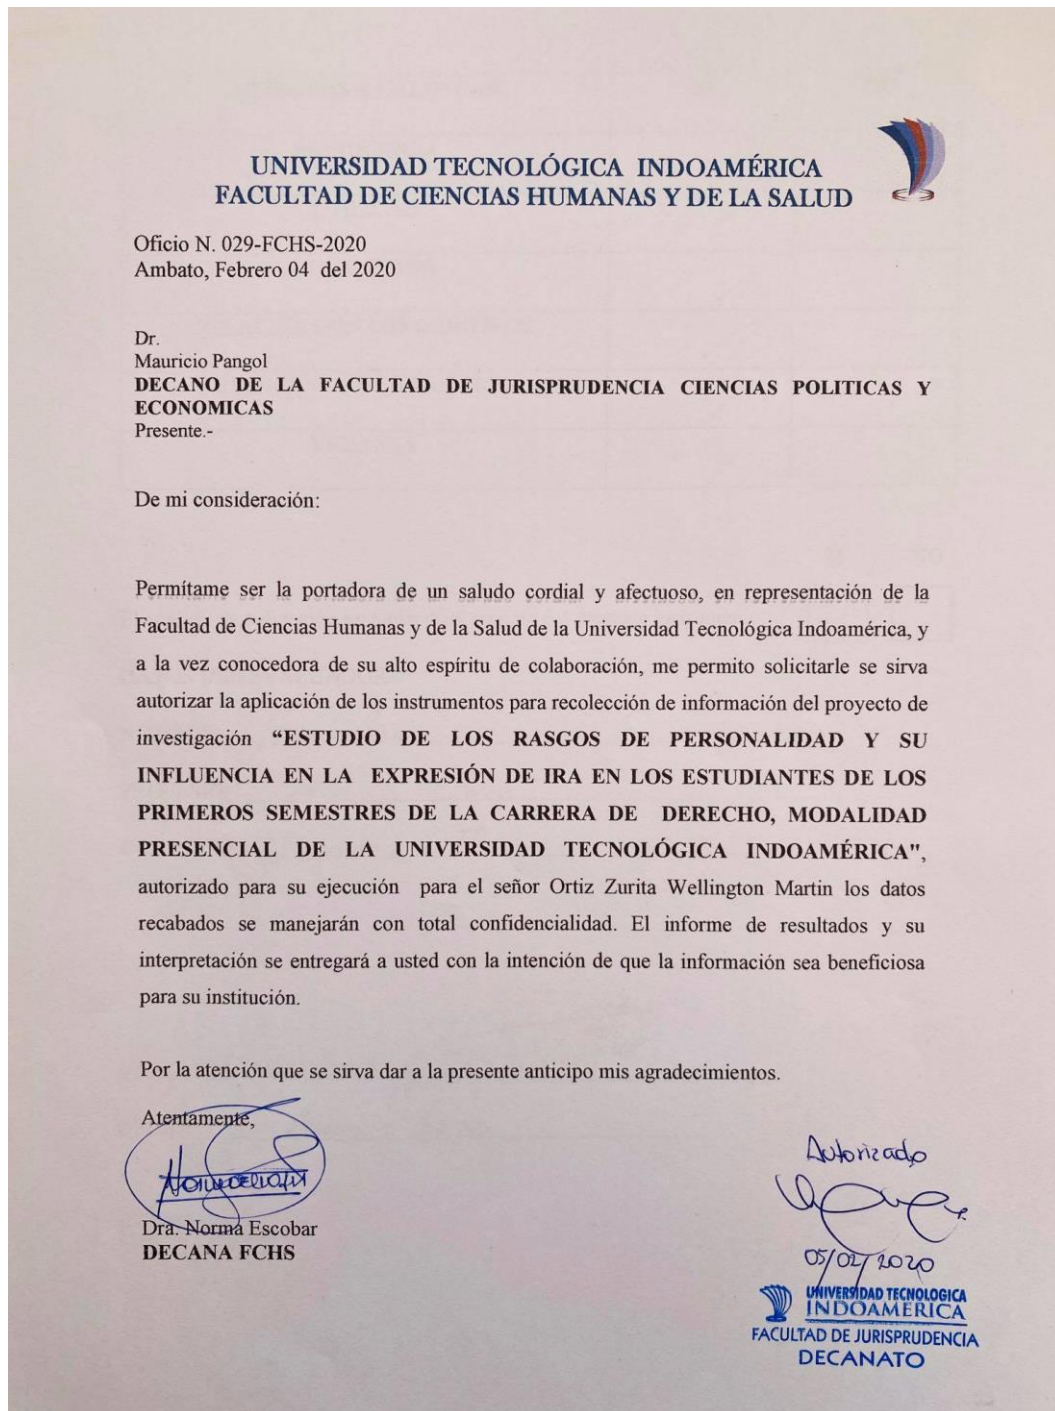 UNIVERSIDAD TECNOLÓGICA INDOAMÉRICA
FACULTAD DE CIENCIAS HUMANAS Y DE LA SALUD
Oficio N. 029-FCHS-2020
Ambato, Febrero 04 del 2020
Dr.
Mauricio Pangol
DECANO DE LA FACULTAD DE JURISPRUDENCIA CIENCIAS POLITICAS Y
ECONOMICAS
Presente.-
De mi consideración:
Permítame ser la portadora de un saludo cordial y afectuoso, en representación de la
Facultad de Ciencias Humanas y de la Salud de la Universidad Tecnológica Indoamérica, y
a la vez conocedora de su alto espíritu de colaboración, me permito solicitarle se sirva
autorizar la aplicación de los instrumentos para recolección de información del proyecto de
investigación “ESTUDIO DE LOS RASGOS DE PERSONALIDAD Y SU
INFLUENCIA EN LA EXPRESIÓN DE IRA EN LOS ESTUDIANTES DE LOS
PRIMEROS SEMESTRES DE LA CARRERA DE DERECHO, MODALIDAD
PRESENCIAL DE LA UNIVERSIDAD TECNOLÓGICA INDOAMÉRICA",
autorizado para su ejecución para el señor Ortiz Zurita Wellington Martin los datos
recabados se manejarán con total confidencialidad. El informe de resultados y su
interpretación se entregará a usted con la intención de que la información sea beneficiosa
para su institución.
Por la atención que se sirva dar a la presente anticipo mis agradecimientos.
Atentamente,
Dra. Norma Escobar
DECANA FCHS
Autorizado
05/02/2020
UNIVERSIDAD TECNOLOGICA
INDOAMERICA
FACULTAD DE JURISPRUDENCIA
DECANATO